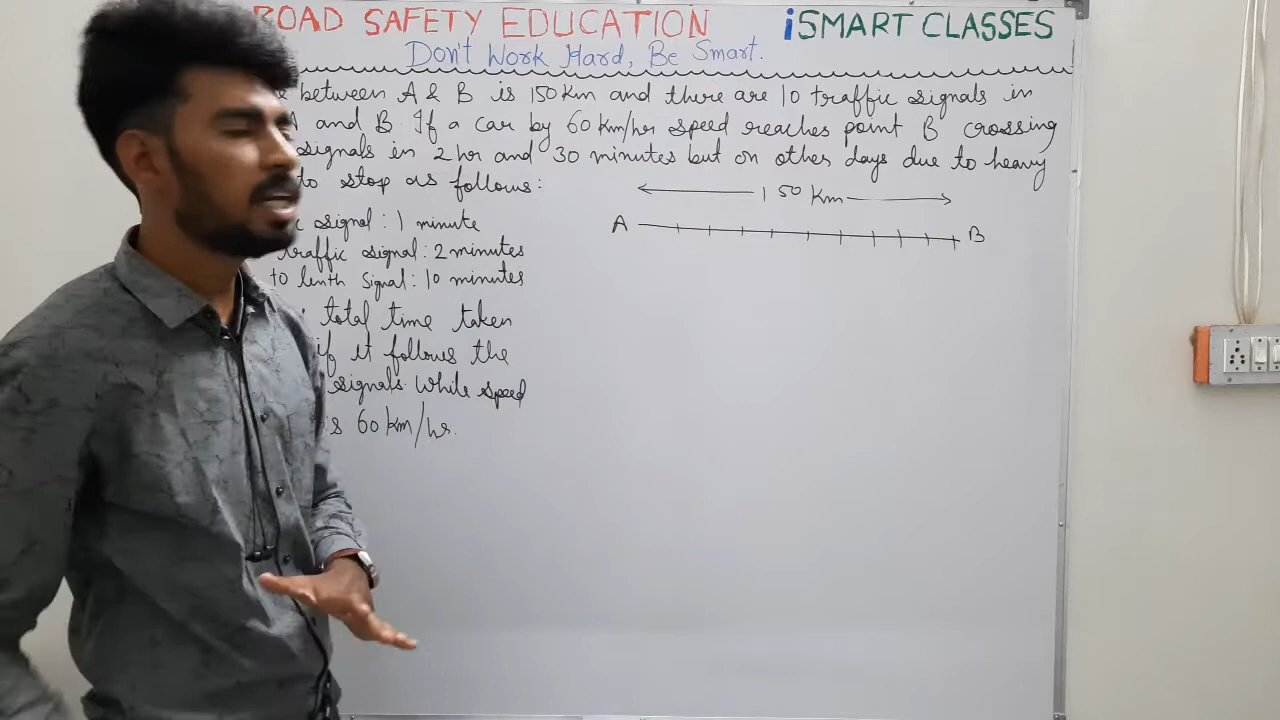 ROAD SAFETY EDUCATION
iSMART CLASSES
Don't Work Hard, Be Smart.
between A & B is 150 Km and there are 10 traffic signals in
A and B. If a car by 60 Km/hr speed reaches point B crossing
signals in 2 hr and 30 minutes but on other days due to heavy
to stop as follows:
150 Km
A
B
signal: 1 minute
traffic signal: 2 minutes
to tenth signal: 10 minutes
total time taken
if it follows the
signals while speed
is 60 km/hr.